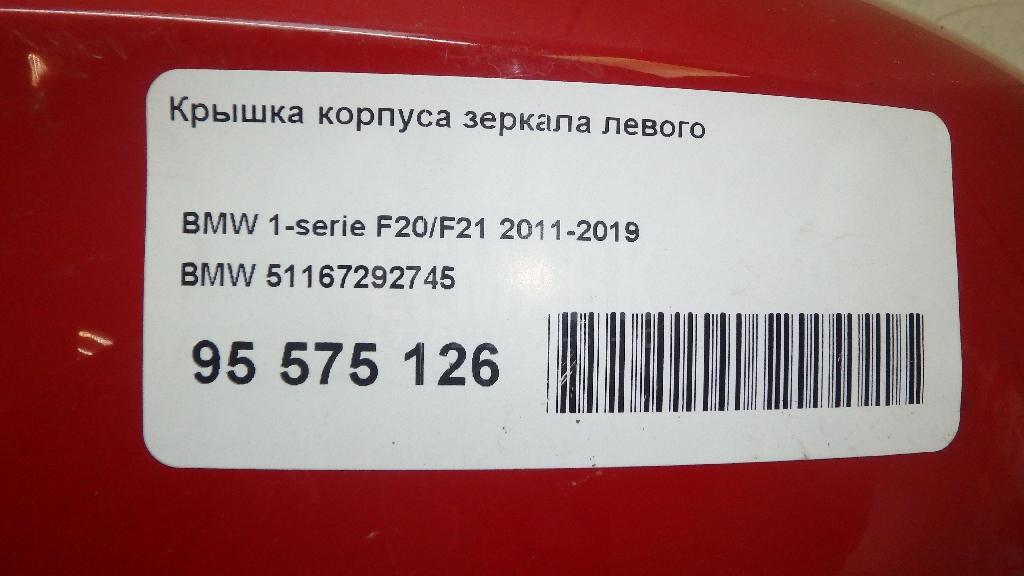 Крышка корпуса зеркала левого
BMW 1-serie F20/F21 2011-2019
BMW 51167292745
95 575 126